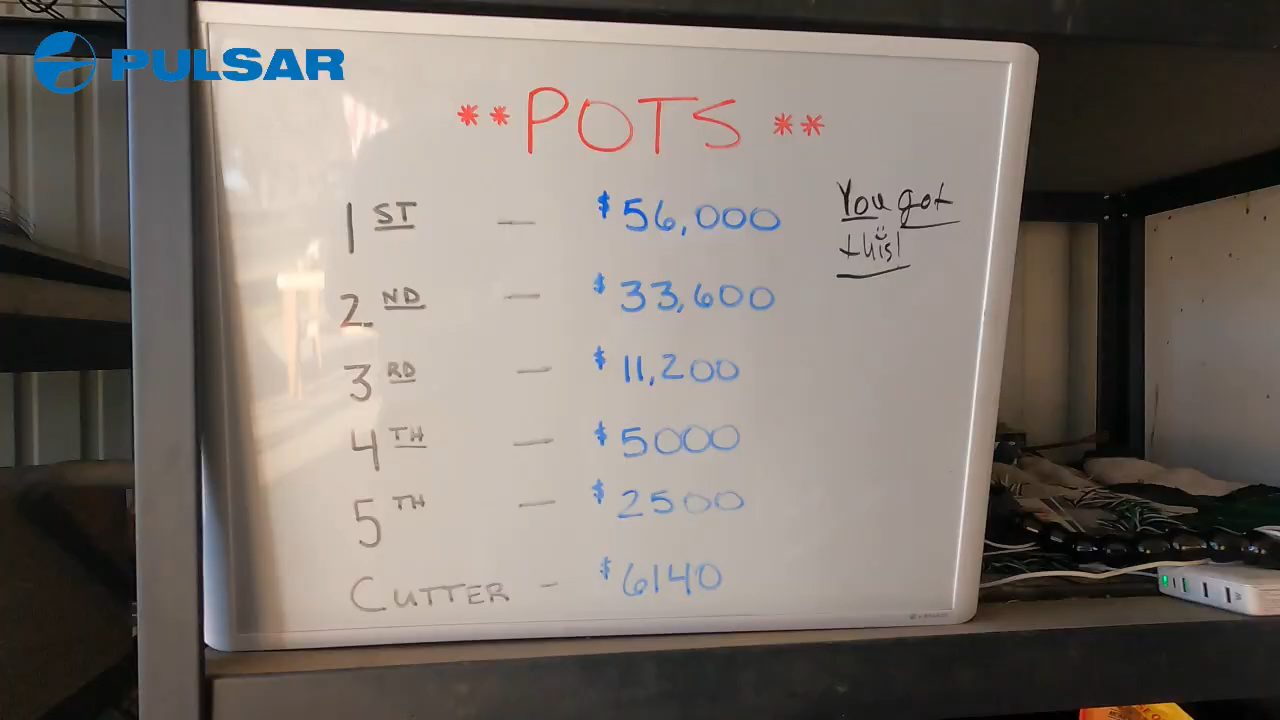 PULSAR
**POTS**
1ST - $56,000
You got
this!
2ND - $33,600
3RD - $11,200
4TH - $5000
5TH - $2500
CUTTER - $6140